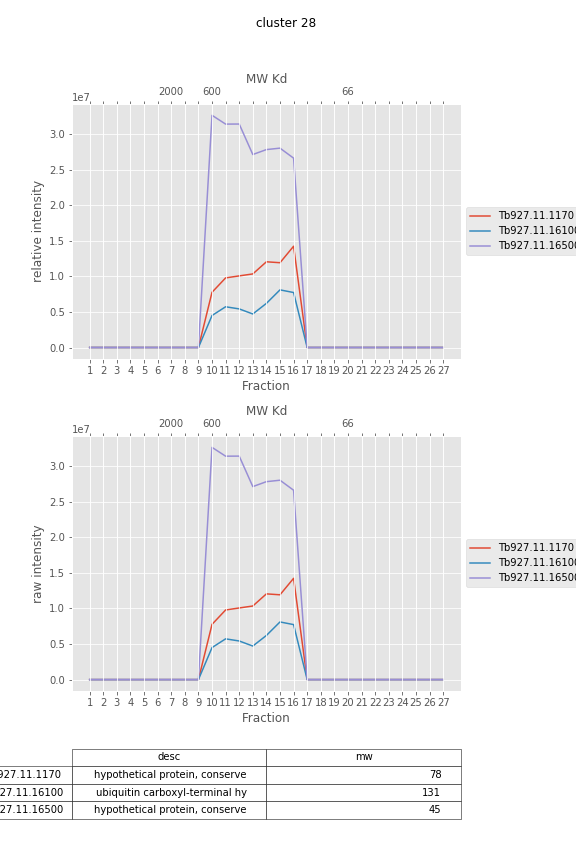 cluster 28
MW Kd
2000 600 66
1e7
3.0
2.5
2.0
1.5
1.0
0.5
0.0
relative intensity
Tb927.11.1170
Tb927.11.16100
Tb927.11.16500
1 2 3 4 5 6 7 8 9 10 11 12 13 14 15 16 17 18 19 20 21 22 23 24 25 26 27
Fraction
MW Kd
2000 600 66
1e7
3.0
2.5
2.0
1.5
1.0
0.5
0.0
raw intensity
Tb927.11.1170
Tb927.11.16100
Tb927.11.16500
1 2 3 4 5 6 7 8 9 10 11 12 13 14 15 16 17 18 19 20 21 22 23 24 25 26 27
Fraction
desc mw
927.11.1170 hypothetical protein, conserve 78
27.11.16100 ubiquitin carboxyl-terminal hy 131
27.11.16500 hypothetical protein, conserve 45